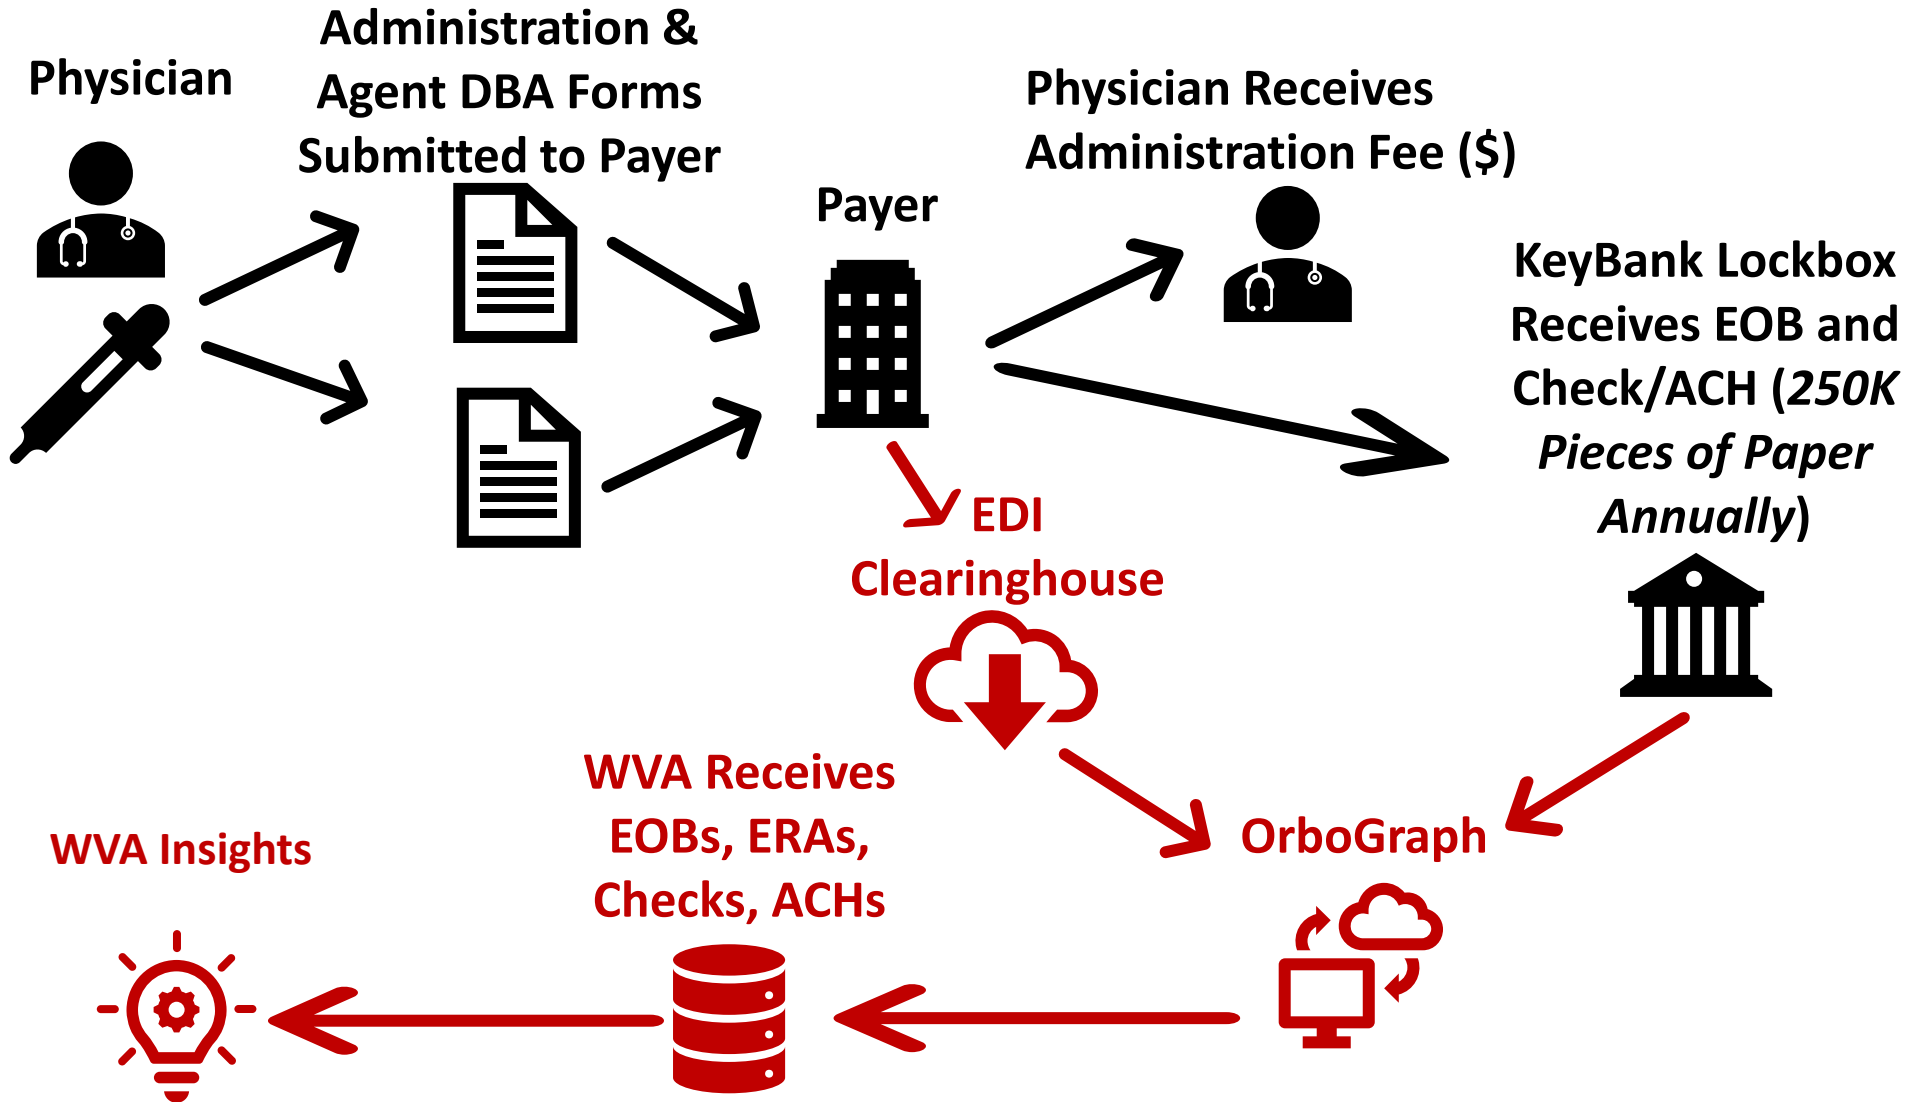 Physician
Administration &
Agent DBA Forms
Submitted to Payer
Payer
Physician Receives
Administration Fee ($)
KeyBank Lockbox
Receives EOB and
Check/ACH (250K
Pieces of Paper
Annually)
EDI
Clearinghouse
OrboGraph
WVA Receives
EOBs, ERAs,
Checks, ACHs
WVA Insights